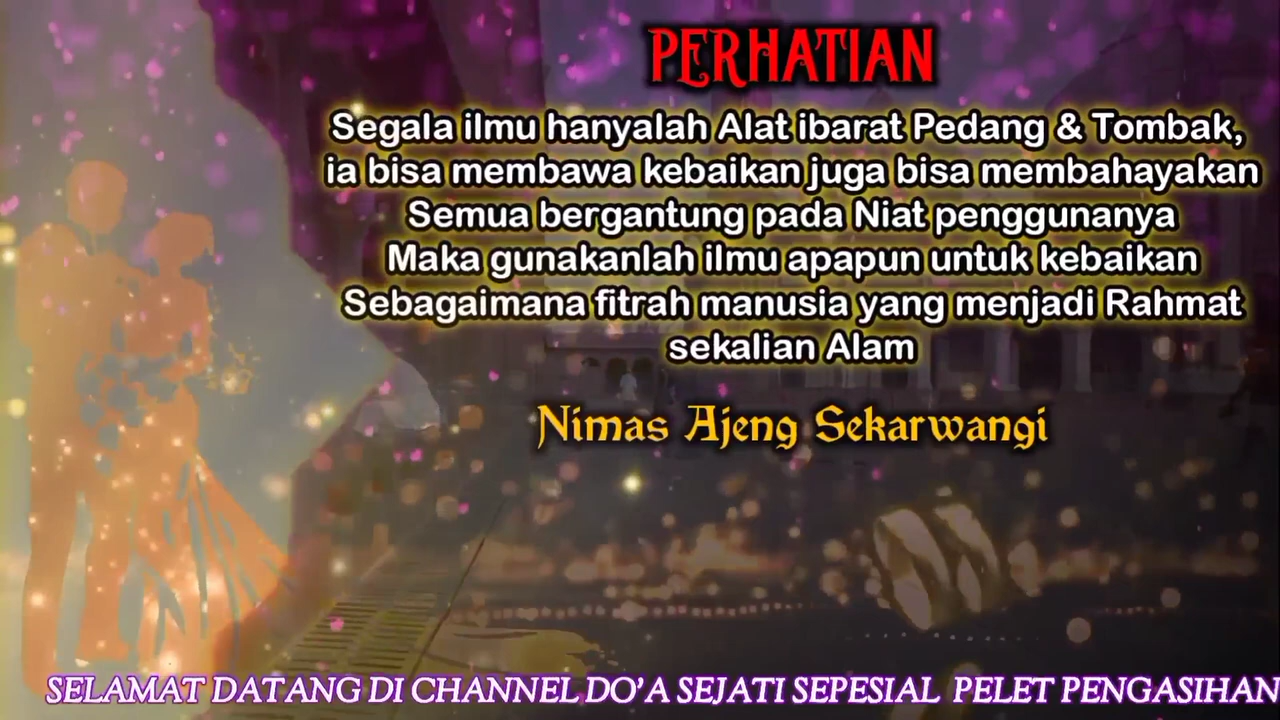 PERHATIAN
Segala ilmu hanyalah Alat ibarat Pedang & Tombak,
ia bisa membawa kebaikan juga bisa membahayakan
Semua bergantung pada Niat penggunanya
Maka gunakanlah ilmu apapun untuk kebaikan
Sebagaimana fitrah manusia yang menjadi Rahmat
sekalian Alam
Nimas Ajeng Sekarwangi
SELAMAT DATANG DI CHANNEL DO'A SEJATI SEPESIAL PELET PENGASIHAN